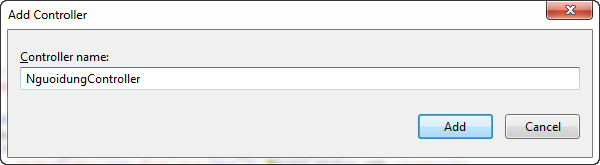 Add Controller
Controller name:
NguoidungController
Add
Cancel